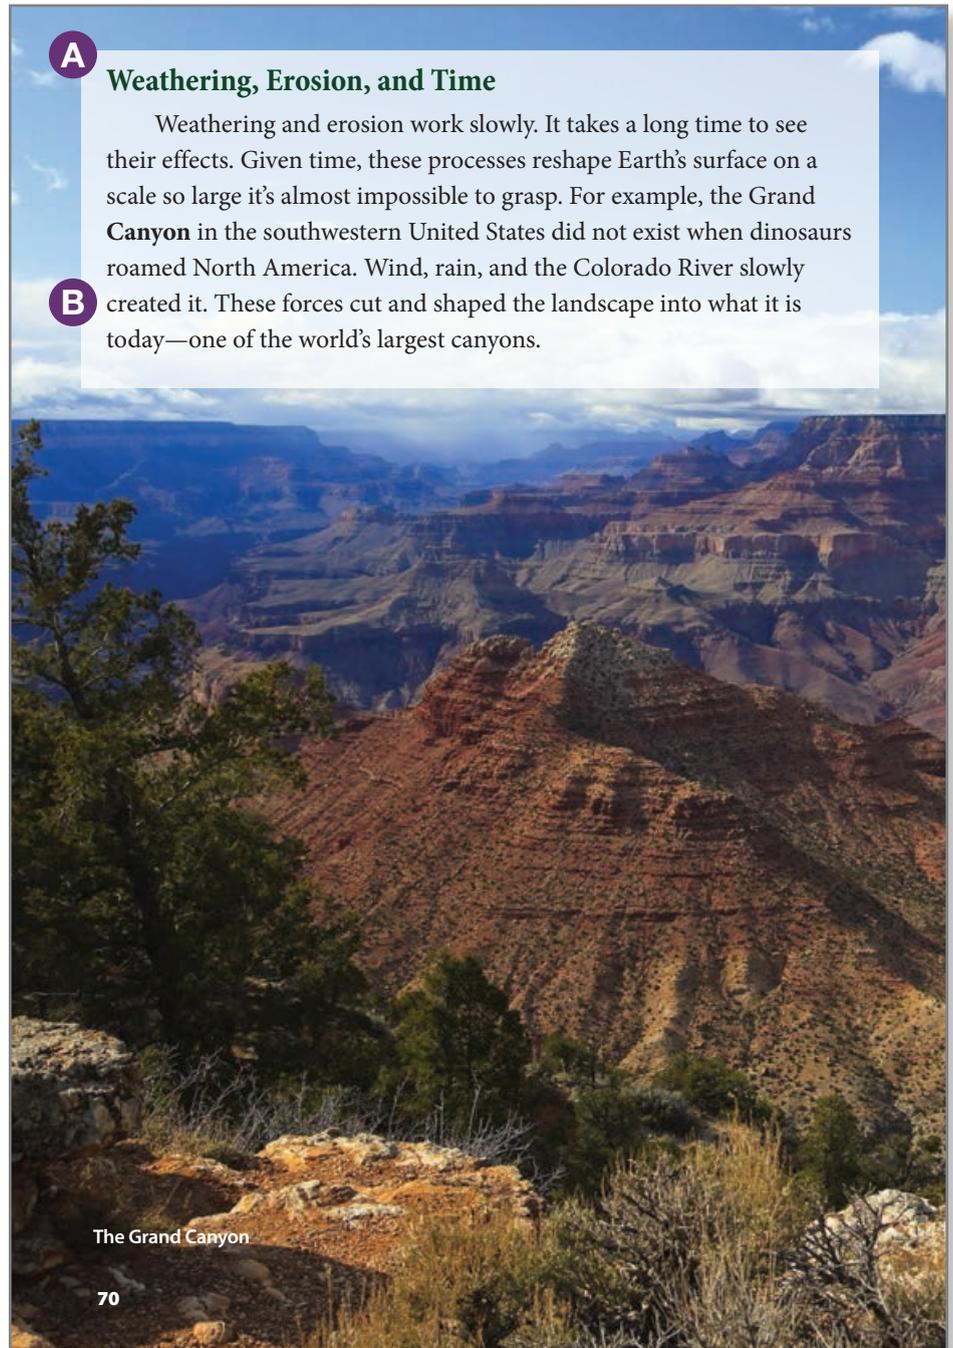 A
Weathering, Erosion, and Time
Weathering and erosion work slowly. It takes a long time to see
their effects. Given time, these processes reshape Earth’s surface on a
scale so large it’s almost impossible to grasp. For example, the Grand
Canyon in the southwestern United States did not exist when dinosaurs
roamed North America. Wind, rain, and the Colorado River slowly
B
created it. These forces cut and shaped the landscape into what it is
today—one of the world’s largest canyons.
The Grand Canyon
70